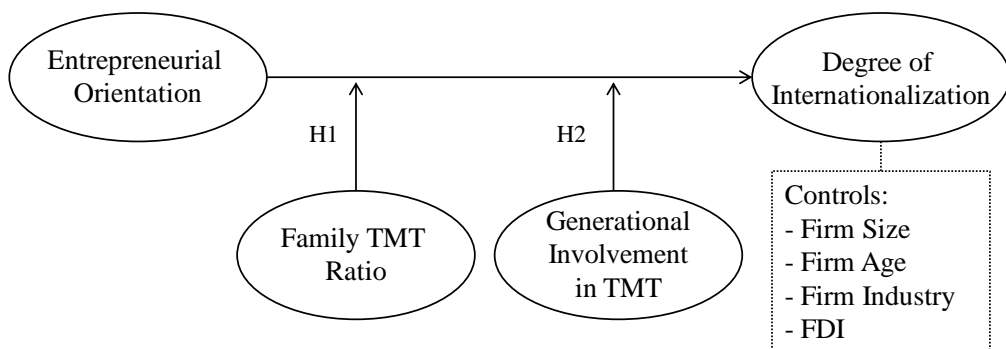 Entrepreneurial
Orientation
Degree of
Internationalization
H1
H2
Family TMT
Ratio
Generational
Involvement
in TMT
Controls:
- Firm Size
- Firm Age
- Firm Industry
- FDI